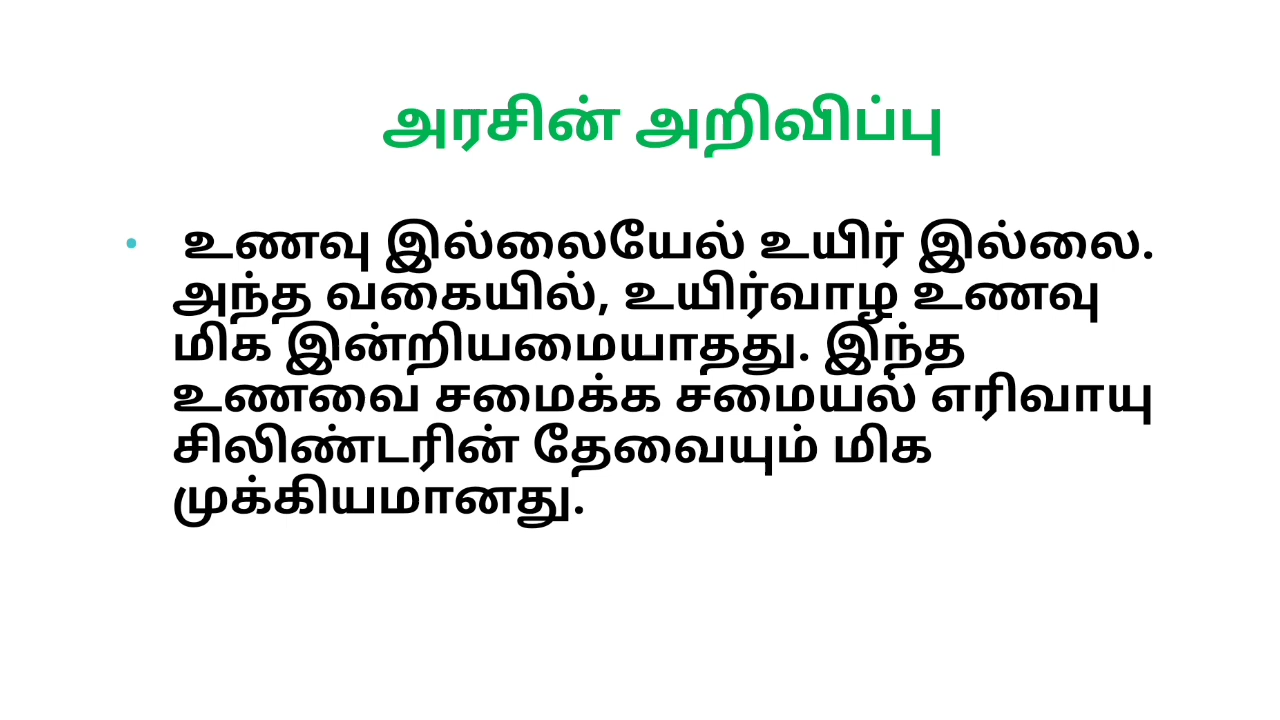 அரசின் அறிவிப்பு
• உணவு இல்லையேல் உயிர் இல்லை.
அந்த வகையில், உயிர்வாழ உணவு
மிக இன்றியமையாதது. இந்த
உணவை சமைக்க சமையல் எரிவாயு
சிலிண்டரின் தேவையும் மிக
முக்கியமானது.